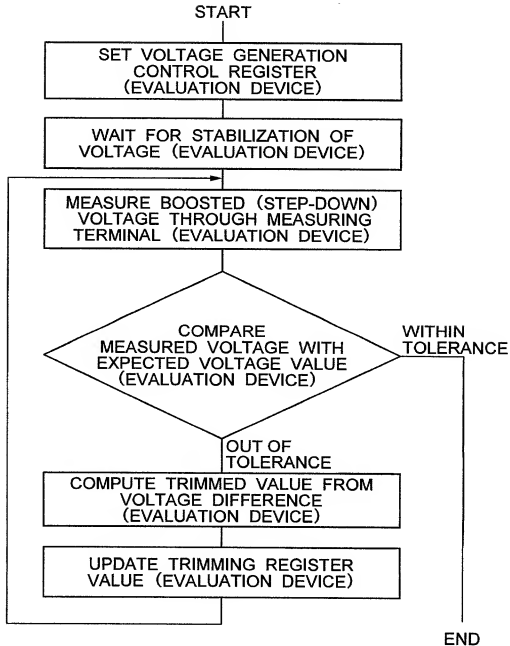 START
SET VOLTAGE GENERATION
CONTROL REGISTER
(EVALUATION DEVICE)
WAIT FOR STABILIZATION OF
VOLTAGE (EVALUATION DEVICE)
MEASURE BOOSTED (STEP-DOWN)
VOLTAGE THROUGH MEASURING
TERMINAL (EVALUATION DEVICE)
COMPARE
MEASURED VOLTAGE WITH
EXPECTED VOLTAGE VALUE
(EVALUATION DEVICE)
WITHIN
TOLERANCE
OUT OF
TOLERANCE
COMPUTE TRIMMED VALUE FROM
VOLTAGE DIFFERENCE
(EVALUATION DEVICE)
UPDATE TRIMMING REGISTER
VALUE (EVALUATION DEVICE)
END